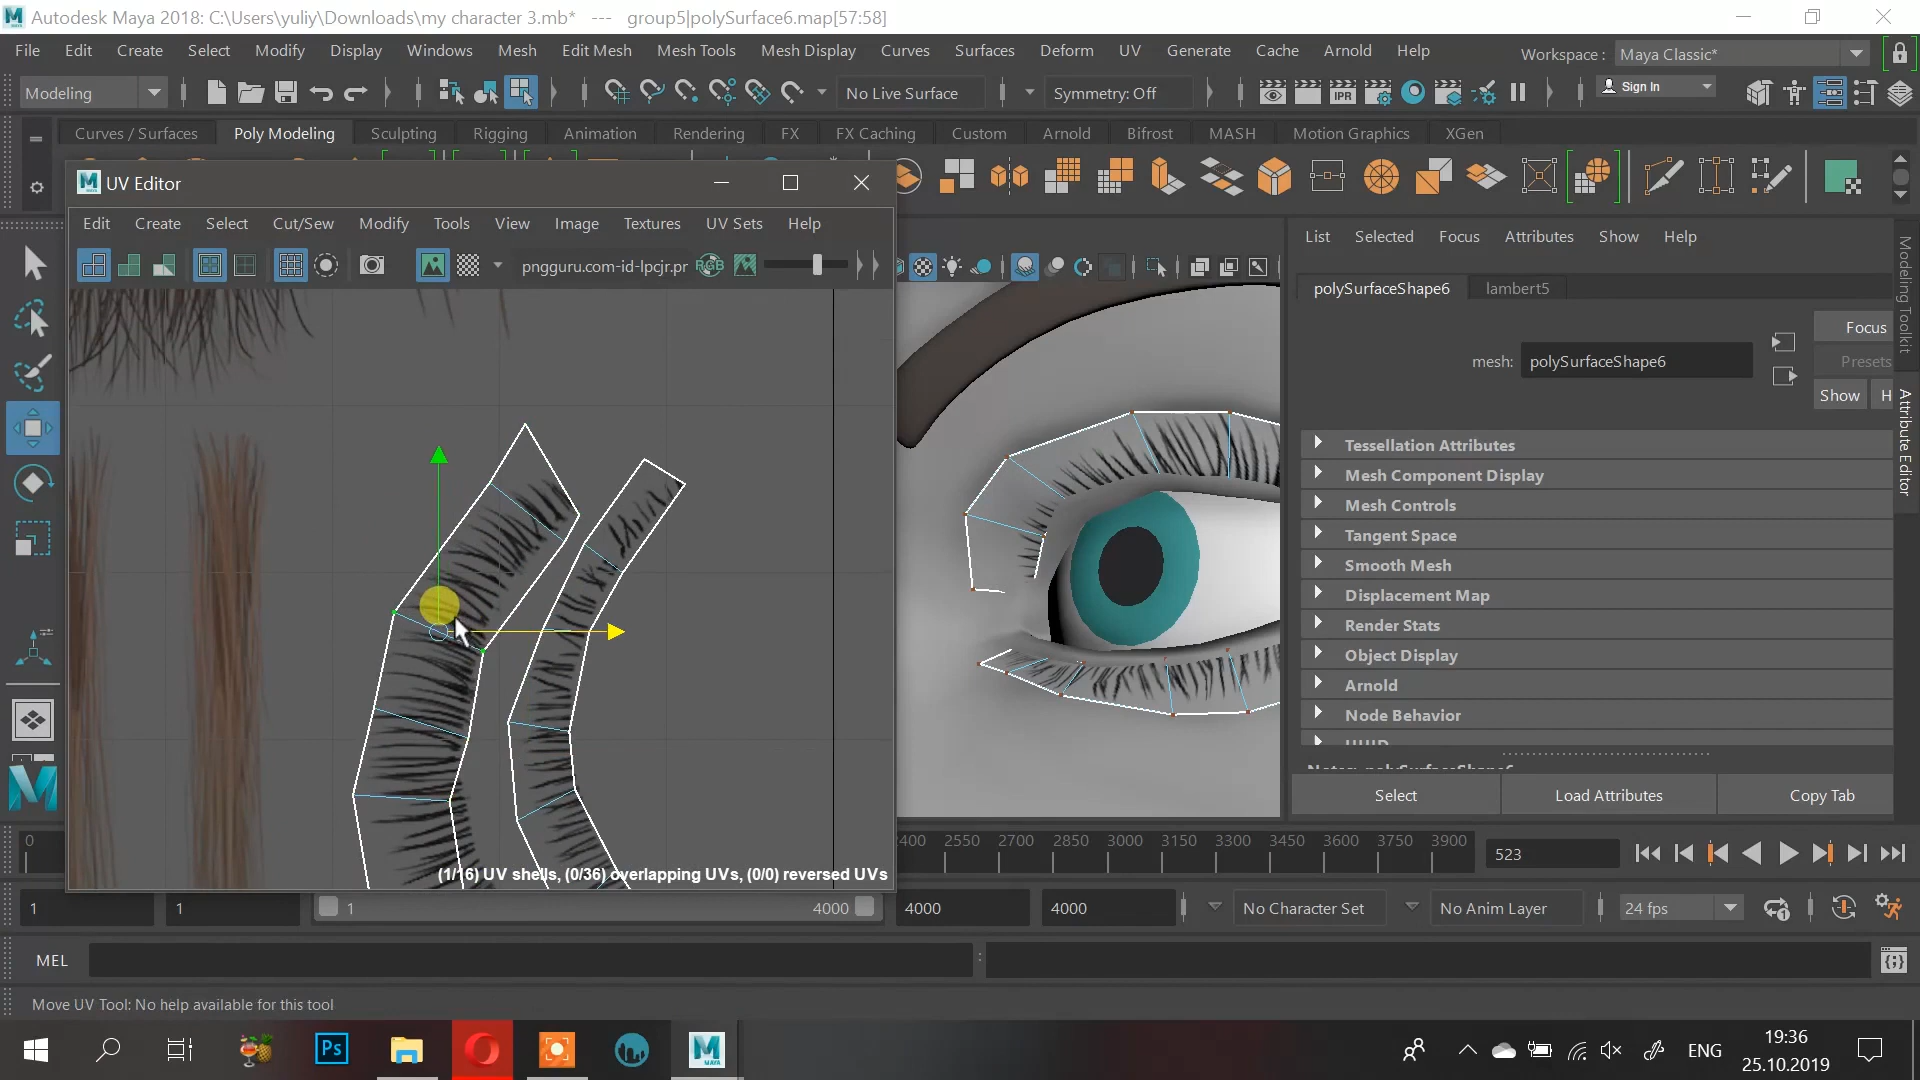 Autodesk Maya 2018: C:\Users\yuliy\Downloads\my character 3.mb* --- group5|polySurface6.map[57:58]
File Edit Create Select Modify Display Windows Mesh Edit Mesh Mesh Tools Mesh Display Curves Surfaces Deform UV Generate Cache Arnold Help
Workspace : Maya Classic*
Modeling
No Live Surface
Symmetry: Off
IPR
Sign In
Curves / Surfaces Poly Modeling Sculpting Rigging Animation Rendering FX FX Caching Custom Arnold Bifrost MASH Motion Graphics XGen
UV Editor
Edit Create Select Cut/Sew Modify Tools View Image Textures UV Sets Help
pngguru.com-id-lpcjr.pr
RGB
(1/16) UV shells, (0/36) overlapping UVs, (0/0) reversed UVs
List Selected Focus Attributes Show Help
polySurfaceShape6 lambert5
Focus
mesh: polySurfaceShape6
Presets
Show H
Tessellation Attributes
Mesh Component Display
Mesh Controls
Tangent Space
Smooth Mesh
Displacement Map
Render Stats
Object Display
Arnold
Node Behavior
Select Load Attributes Copy Tab
Modeling Toolkit
Attribute Editor
0 2550 2700 2850 3000 3150 3300 3450 3600 3750 3900
523
1 1 1 4000 4000 4000
No Character Set
No Anim Layer
24 fps
MEL
Move UV Tool: No help available for this tool
Ps
MAYA
ENG
19:36
25.10.2019